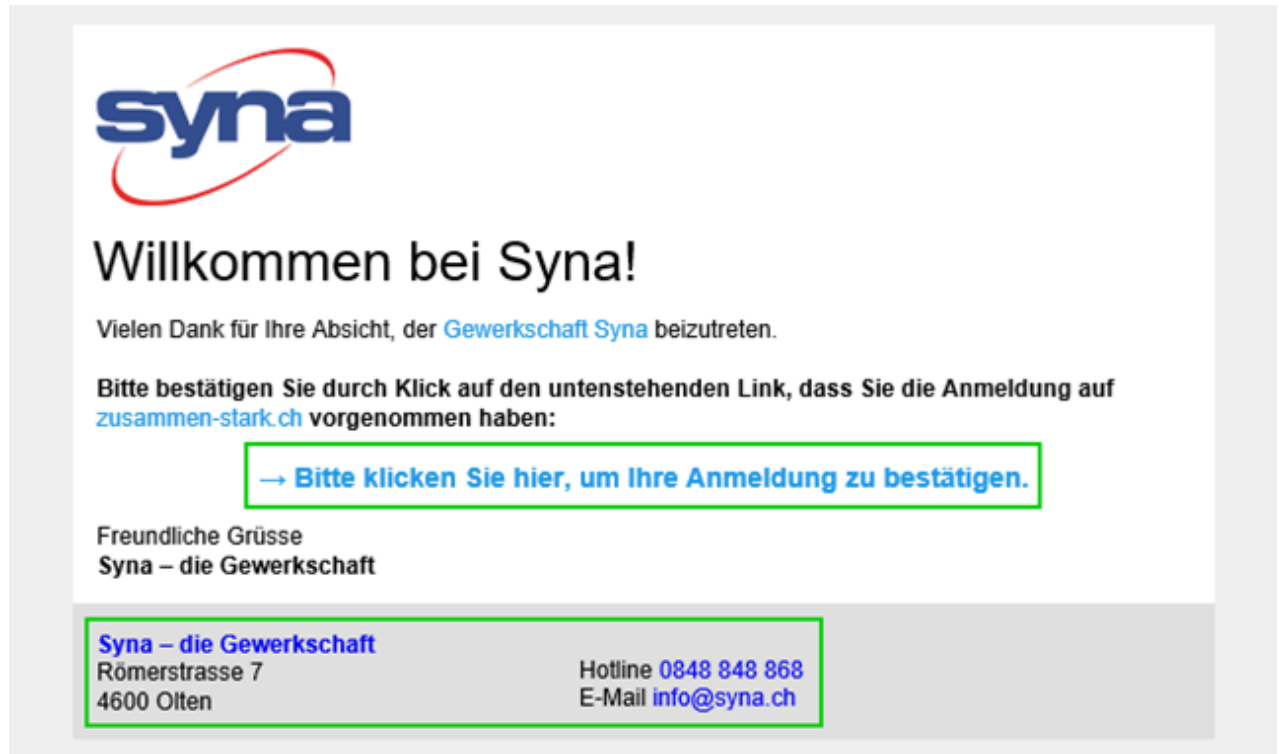 syna
Willkommen bei Syna!
Vielen Dank für Ihre Absicht, der Gewerkschaft Syna beizutreten.
Bitte bestätigen Sie durch Klick auf den untenstehenden Link, dass Sie die Anmeldung auf
zusammen-stark.ch vorgenommen haben:
→ Bitte klicken Sie hier, um Ihre Anmeldung zu bestätigen.
Freundliche Grüsse
Syna – die Gewerkschaft
Syna – die Gewerkschaft
Römerstrasse 7
4600 Olten
Hotline 0848 848 868
E-Mail info@syna.ch